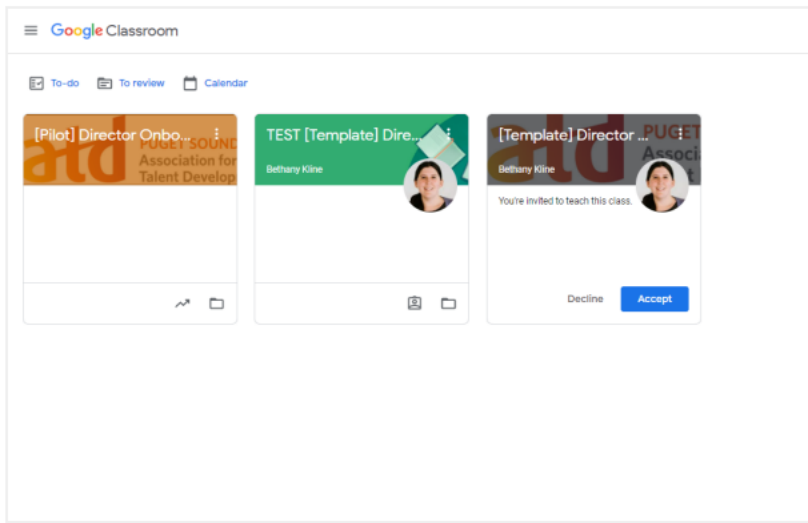 Google Classroom
To-do To review Calendar
[Pilot] Director Onbo...
PUGET SOUND
atd Association for
Talent Develop
TEST [Template] Dire...
Bethany Kline
[Template] Director ...
PUGET
Bethany Kline
atd Associ
You're invited to teach this class.
Decline Accept